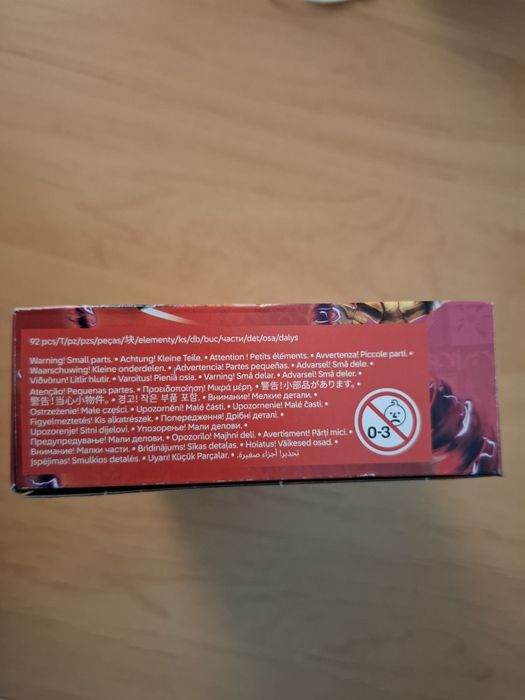 92 pcs/T/pz/pzs/peças/块/elementy/ks/db/buc/части/det/osa/dalys
Warning! Small parts. • Achtung! Kleine Teile. • Attention ! Petits éléments. • Avvertenza! Piccole parti. •
Waarschuwing! Kleine onderdelen. • ¡Advertencia! Partes pequeñas. • Advarsel! Små dele. •
Viðvörun! Litlir hlutir. • Varoitus! Pieniä osia. • Varning! Små delar. • Advarsel! Små deler. •
Atenção! Pequenas partes. • Προειδοποίηση! Μικρά μέρη. • 警告!小部品があります。 •
警告!当心小物件。 • 경고! 작은 부품 포함. • Внимание! Мелкие детали. •
Ostrzeżenie! Małe części. • Upozornění! Malé části. • Upozornenie! Malé časti. •
Figyelmeztetés! Kis alkatrészek. • Попередження! Дрібні деталі. •
Upozorenje! Sitni dijelovi. • Упозорење! Мали делови. •
Предупредување! Мали делови. • Opozorilo! Majhni deli. • Avertisment! Părți mici. •
Внимание! Малки части. • Brīdinājums! Sīkas detaļas. • Hoiatus! Väikesed osad. •
Įspėjimas! Smulkios detalės. • Uyarı! Küçük Parçalar. • تحذير! أجزاء صغيرة.
0-3